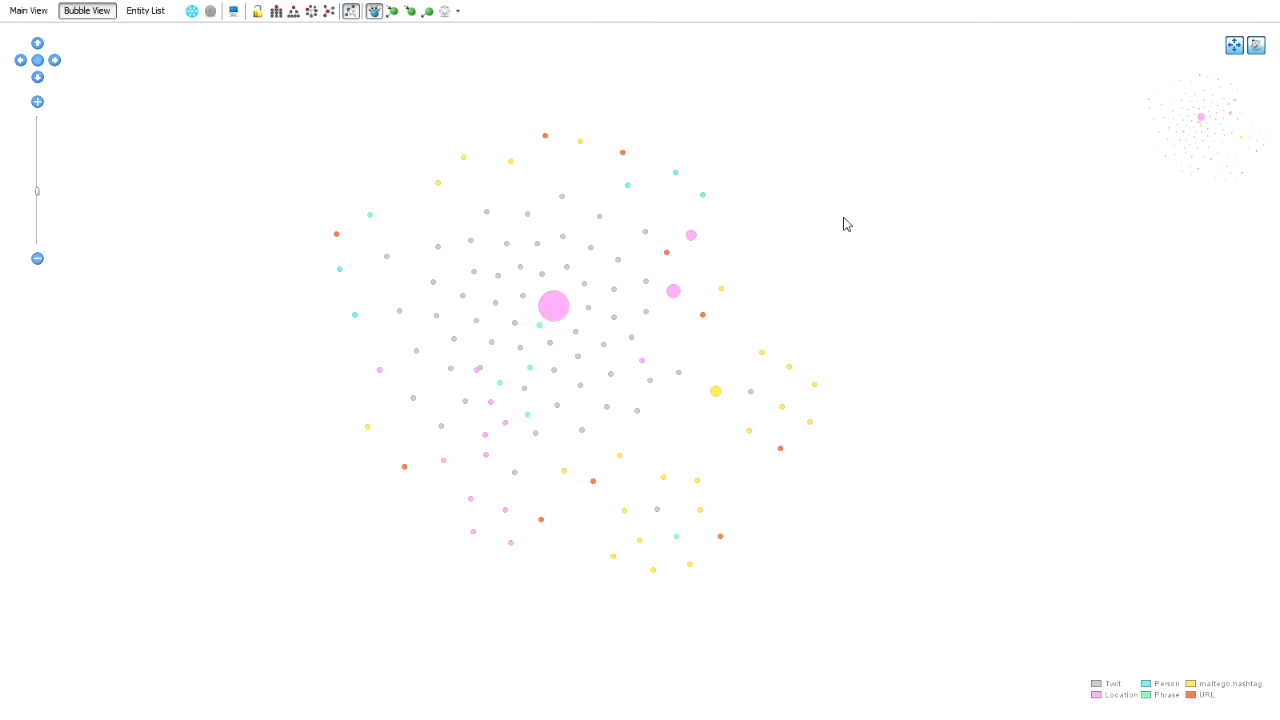 Main View Bubble View Entity List
Twit Person maltego.hashtag
Location Phrase URL